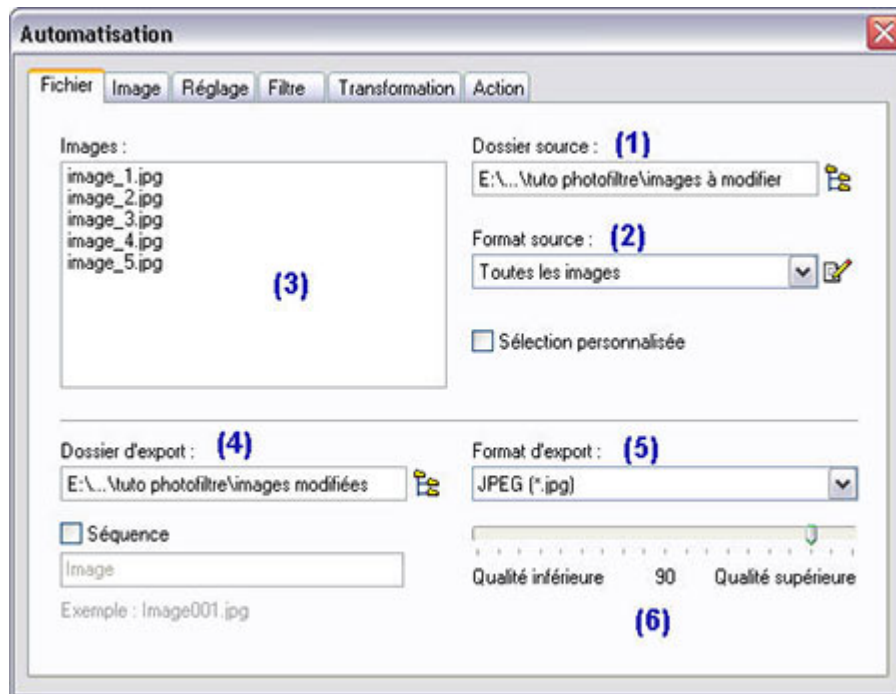 Automatisation
Fichier Image Réglage Filtre Transformation Action
Images :
image_1.jpg
image_2.jpg
image_3.jpg
image_4.jpg
image_5.jpg
(3)
Dossier source : (1)
E:\...\tuto photofiltre\images à modifier
Format source : (2)
Toutes les images
Sélection personnalisée
Dossier d'export : (4)
E:\...\tuto photofiltre\images modifiées
Séquence
Image
Exemple : Image001.jpg
Format d'export : (5)
JPEG (*.jpg)
Qualité inférieure 90 Qualité supérieure
(6)